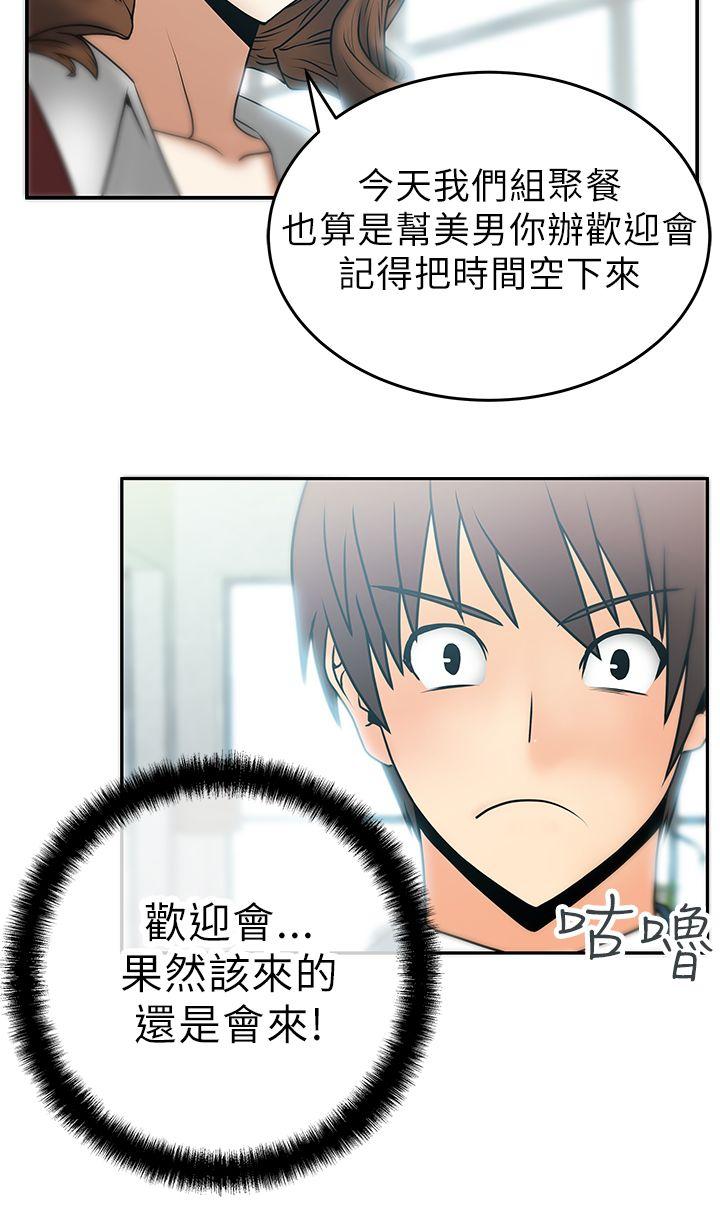 今天我們組聚餐
也算是幫美男你辦歡迎會
記得把時間空下來
咕嚕
歡迎會...
果然該來的
還是會來!